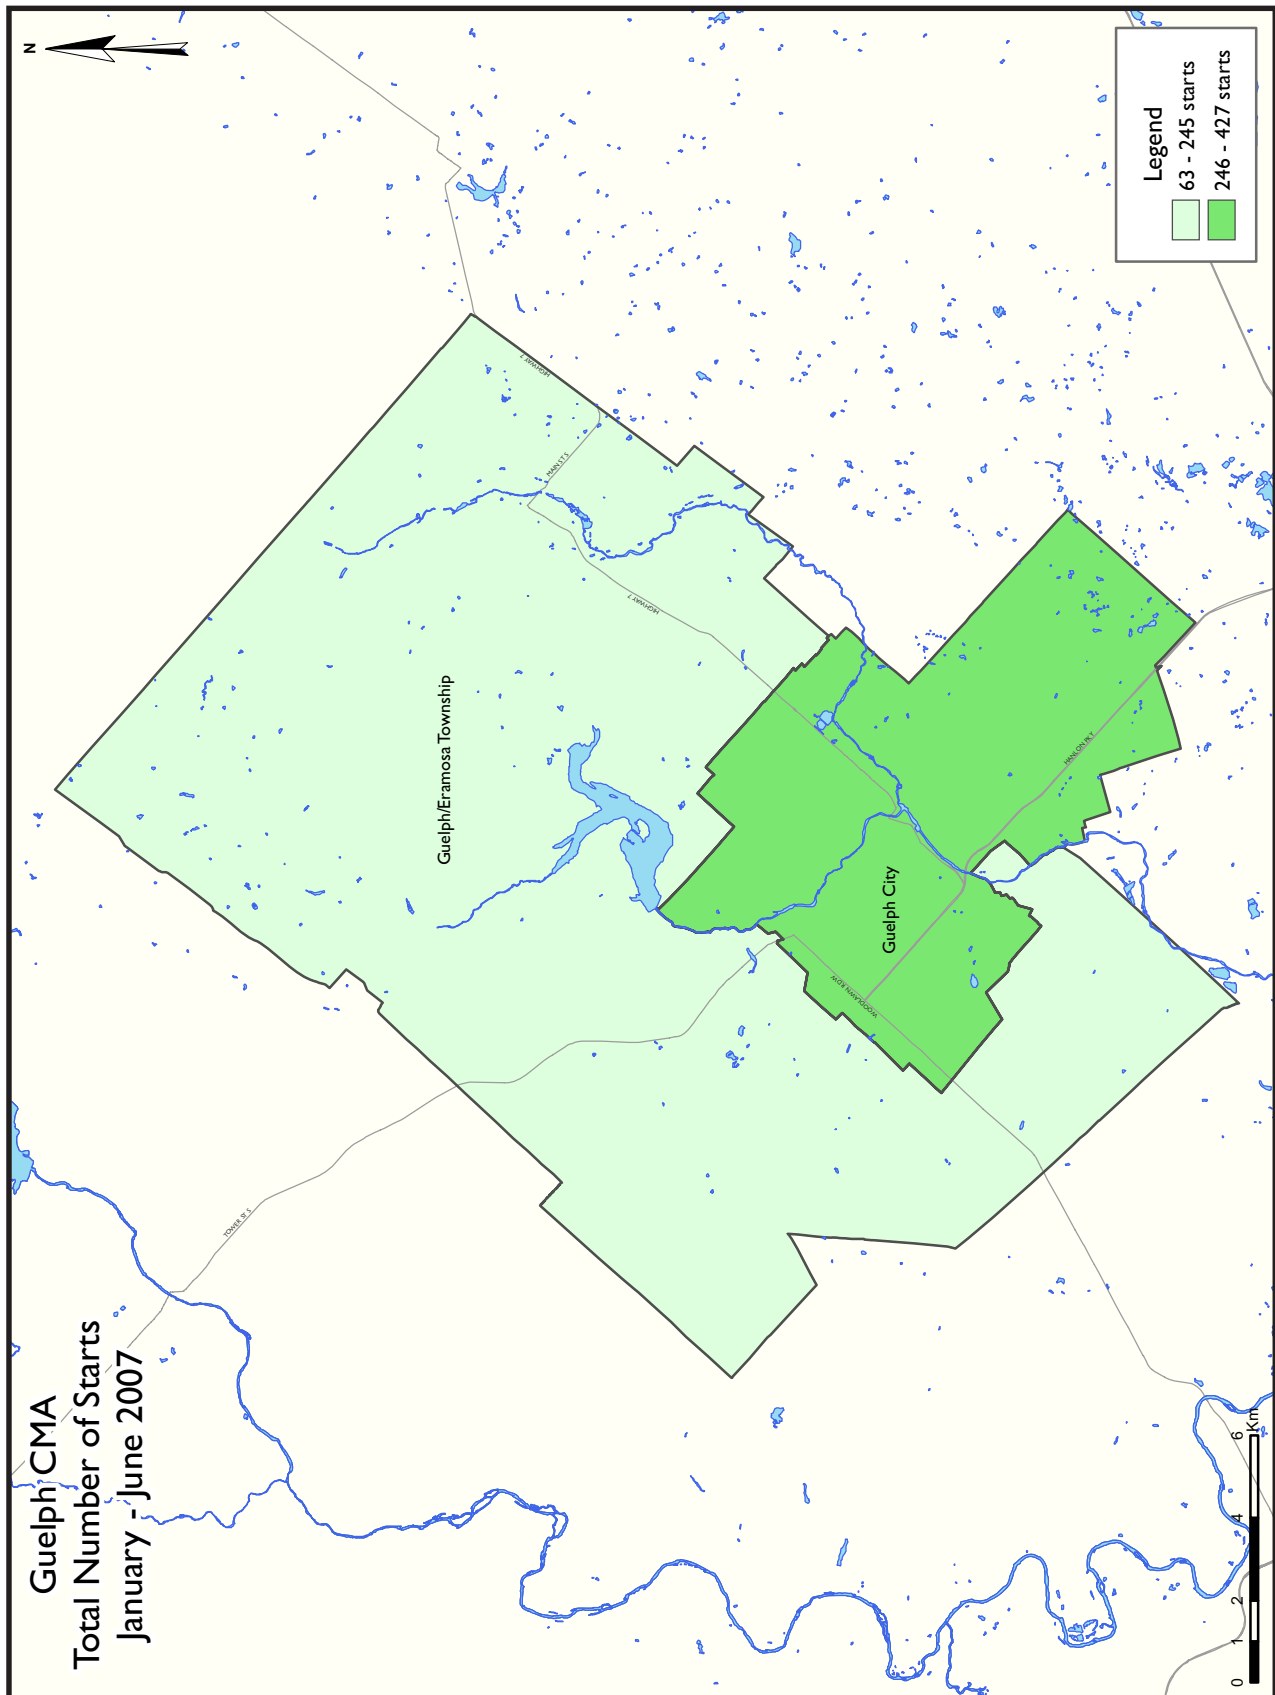 Guelph CMA
Total Number of Starts
January - June 2007
N
TOWER ST S
Guelph/Eramosa Township
HIGHWAY 7
MAIN ST S
HIGHWAY 7
WOODLAWN RD W
Guelph City
HANLON PKY
Legend
63 - 245 starts
246 - 427 starts
0 1 2 4 6
Km